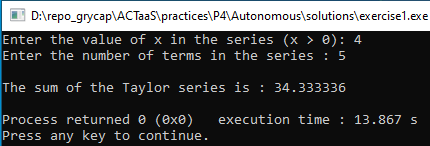 D:\repo_grycap\ACTaaS\practices\P4\Autonomous\solutions\exercise1.exe
Enter the value of x in the series (x > 0): 4
Enter the number of terms in the series : 5
The sum of the Taylor series is : 34.333336
Process returned 0 (0x0)   execution time : 13.867 s
Press any key to continue.